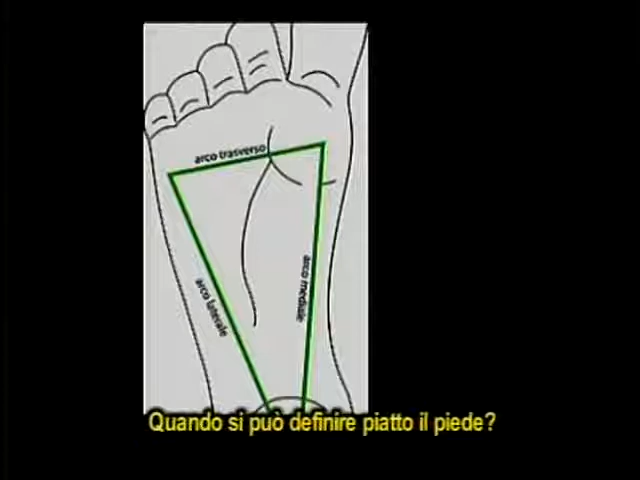 arco trasverso
arco laterale
arco mediale
Quando si può definire piatto il piede?